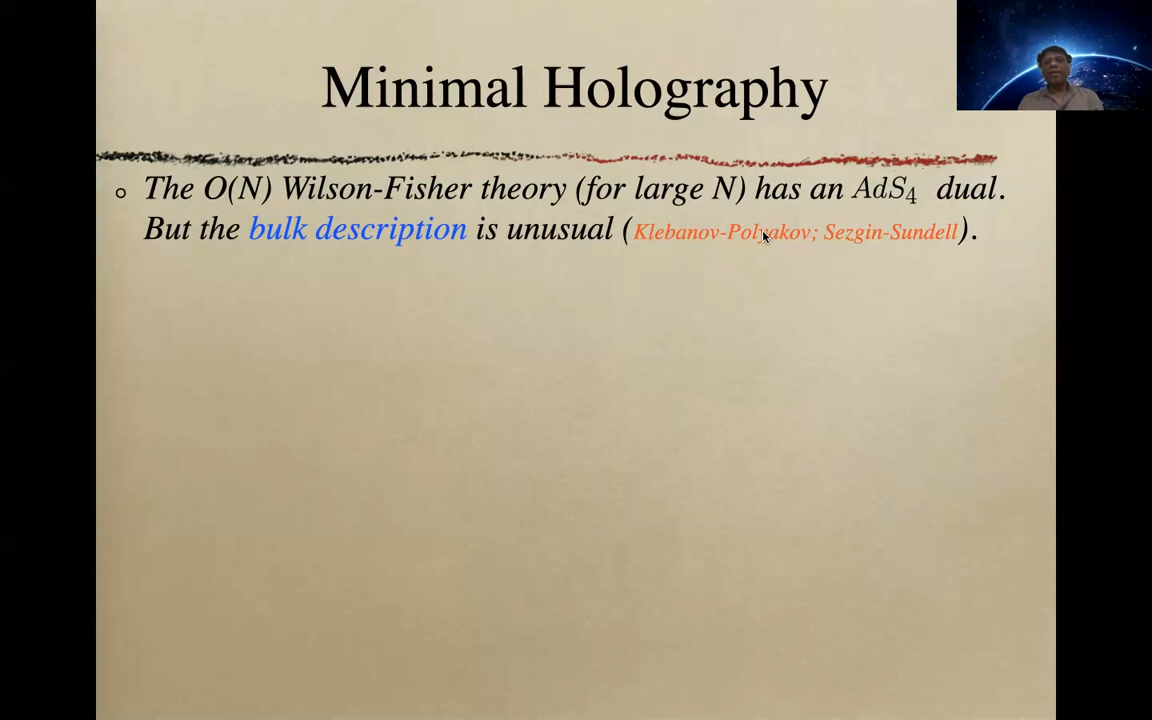 Minimal Holography
The O(N) Wilson-Fisher theory (for large N) has an AdS₄ dual.
But the bulk description is unusual (Klebanov-Polyakov; Sezgin-Sundell).